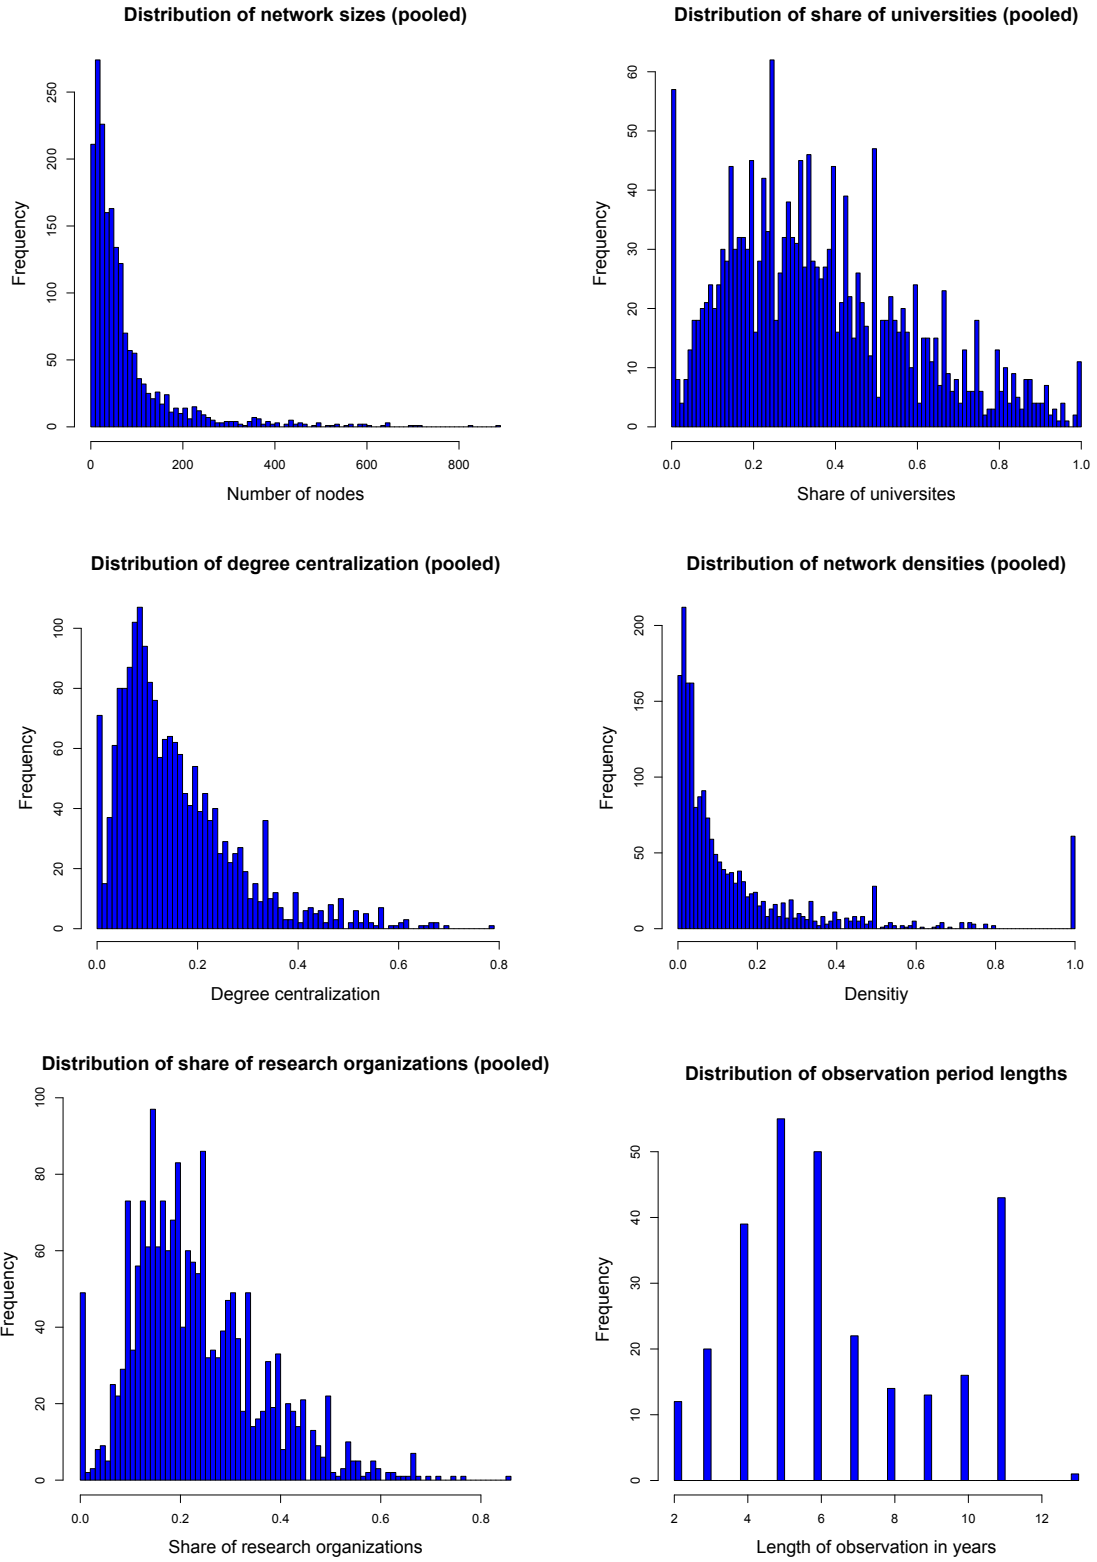 Distribution of network sizes (pooled)
Frequency
0 50 100 150 200 250
0 200 400 600 800
Number of nodes
Distribution of share of universities (pooled)
Frequency
0 10 20 30 40 50 60
0.0 0.2 0.4 0.6 0.8 1.0
Share of universites
Distribution of degree centralization (pooled)
Frequency
0 20 40 60 80 100
0.0 0.2 0.4 0.6 0.8
Degree centralization
Distribution of network densities (pooled)
Frequency
0 50 100 150 200
0.0 0.2 0.4 0.6 0.8 1.0
Densitiy
Distribution of share of research organizations (pooled)
Frequency
0 20 40 60 80 100
0.0 0.2 0.4 0.6 0.8
Share of research organizations
Distribution of observation period lengths
Frequency
0 10 20 30 40 50
2 4 6 8 10 12
Length of observation in years